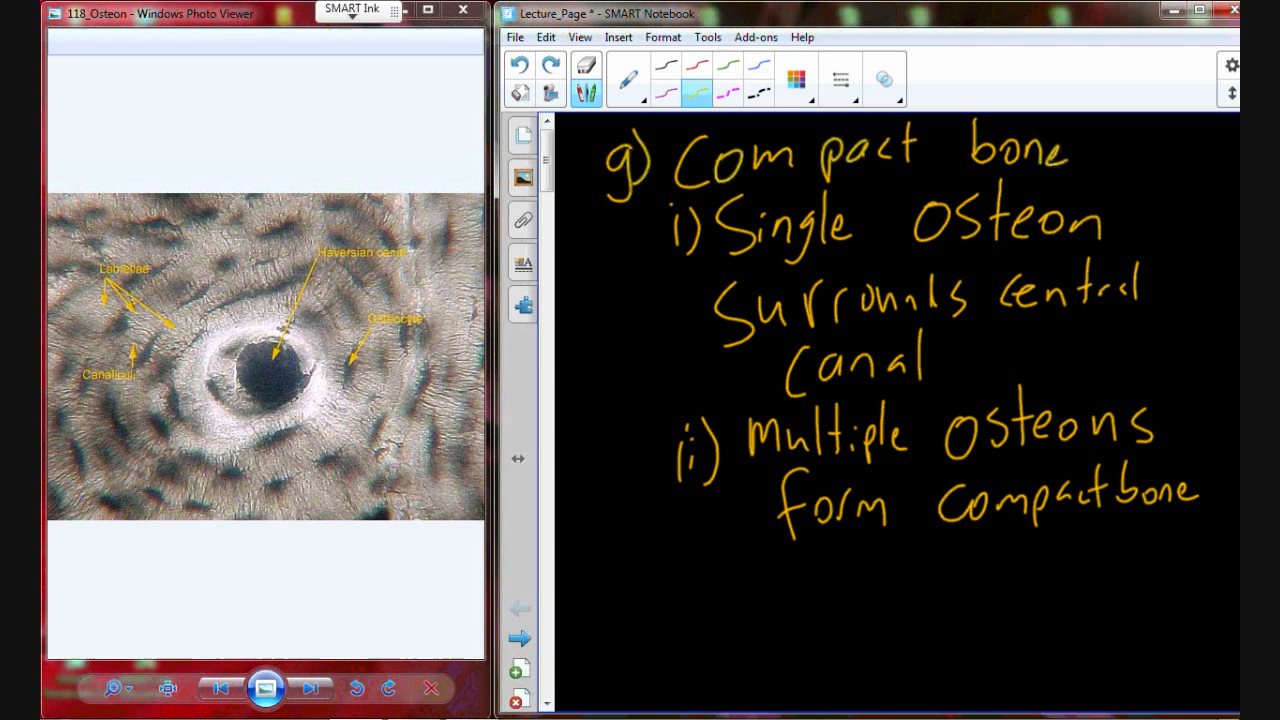 118_Osteon - Windows Photo Viewer
SMART Ink
Lamellae
Haversian canal
Osteocyte
Canaliculi
Lecture_Page * - SMART Notebook
File Edit View Insert Format Tools Add-ons Help
g) Compact bone
i) Single Osteon
Surrounds central
canal
ii) Multiple Osteons
form compact bone